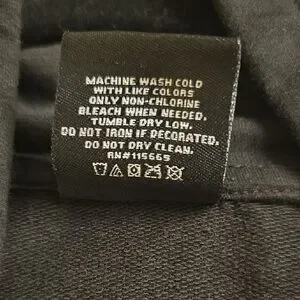 MACHINE WASH COLD
WITH LIKE COLORS
ONLY NON-CHLORINE
BLEACH WHEN NEEDED.
TUMBLE DRY LOW.
DO NOT IRON IF DECORATED.
DO NOT DRY CLEAN.
RN#115669